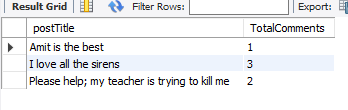 Result Grid Filter Rows: Export:
postTitle TotalComments
Amit is the best 1
I love all the sirens 3
Please help; my teacher is trying to kill me 2